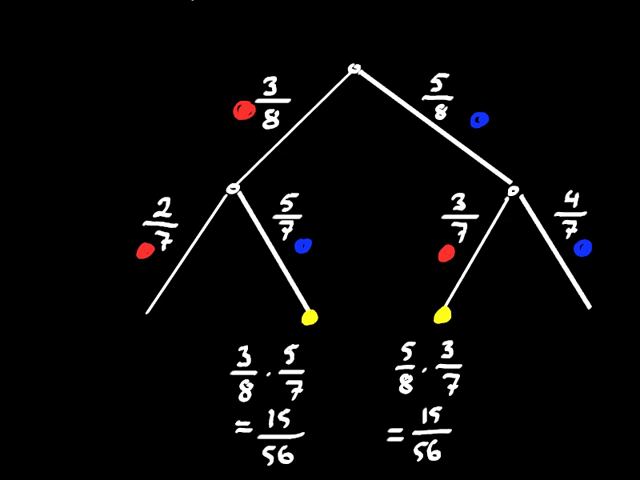 3/8 5/8
2/7 5/7 3/7 4/7
3/8 · 5/7 5/8 · 3/7
= 15/56 = 15/56